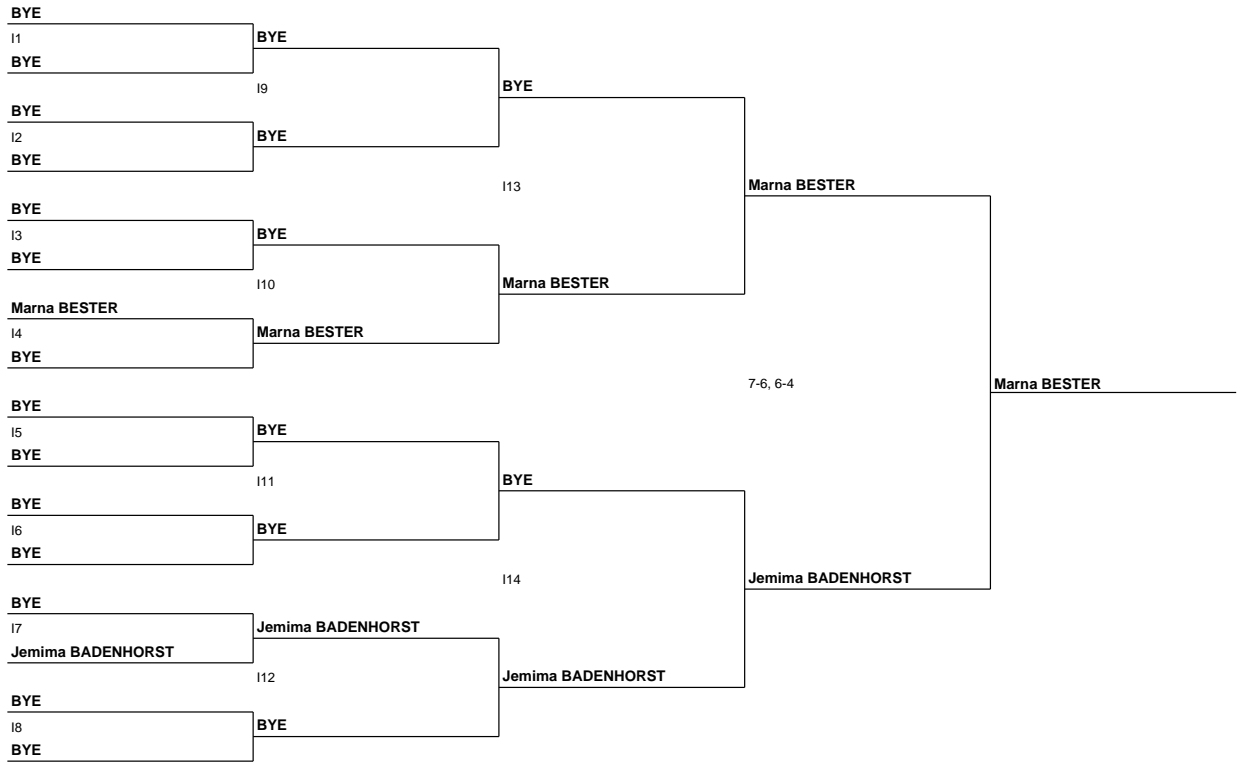 BYE
I1
BYE
BYE
I9
BYE
BYE
I2
BYE
BYE
I13
Marna BESTER
BYE
I3
BYE
BYE
I10
Marna BESTER
Marna BESTER
I4
Marna BESTER
BYE
7-6, 6-4
Marna BESTER
BYE
I5
BYE
BYE
I11
BYE
BYE
I6
BYE
BYE
I14
Jemima BADENHORST
BYE
I7
Jemima BADENHORST
Jemima BADENHORST
I12
Jemima BADENHORST
BYE
I8
BYE
BYE